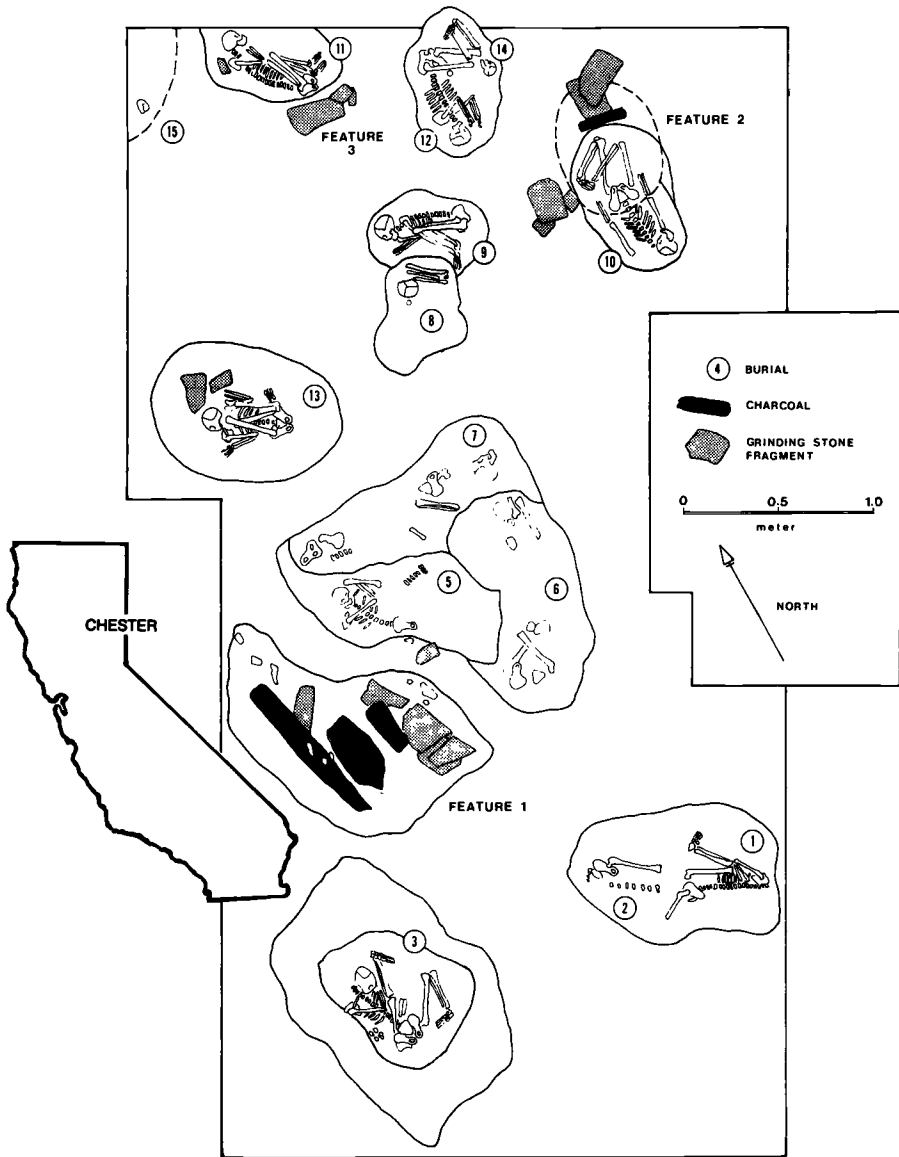 11
14
15
FEATURE
3
12
FEATURE 2
10
9
8
13
4 BURIAL
CHARCOAL
GRINDING STONE
FRAGMENT
0 0.5 1.0
meter
NORTH
7
5
6
CHESTER
FEATURE 1
1
2
3